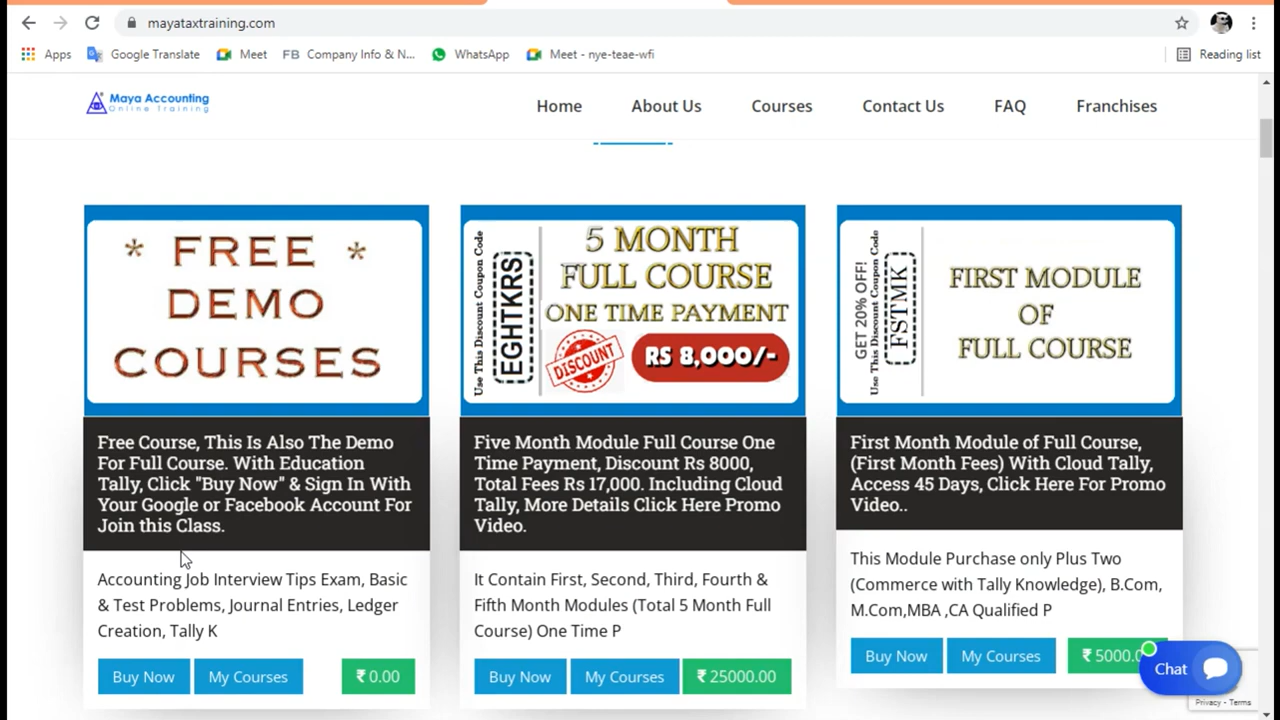 mayataxtraining.com
Apps
Google Translate
Meet
FB Company Info & N...
WhatsApp
Meet - nye-teae-wfi
Reading list
Maya Accounting
Online Training
Home
About Us
Courses
Contact Us
FAQ
Franchises
* FREE *
DEMO
COURSES
Free Course, This Is Also The Demo
For Full Course. With Education
Tally, Click "Buy Now" & Sign In With
Your Google or Facebook Account For
Join this Class.
Accounting Job Interview Tips Exam, Basic
& Test Problems, Journal Entries, Ledger
Creation, Tally K
Buy Now
My Courses
₹ 0.00
Use This Discount Coupon Code
EGHTKRS
5 MONTH
FULL COURSE
ONE TIME PAYMENT
DISCOUNT
RS 8,000/-
Five Month Module Full Course One
Time Payment, Discount Rs 8000,
Total Fees Rs 17,000. Including Cloud
Tally, More Details Click Here Promo
Video.
It Contain First, Second, Third, Fourth &
Fifth Month Modules (Total 5 Month Full
Course) One Time P
Buy Now
My Courses
₹ 25000.00
GET 20% OFF!
Use This Discount Coupon Code
FSTMK
FIRST MODULE
OF
FULL COURSE
First Month Module of Full Course,
(First Month Fees) With Cloud Tally,
Access 45 Days, Click Here For Promo
Video..
This Module Purchase only Plus Two
(Commerce with Tally Knowledge), B.Com,
M.Com,MBA ,CA Qualified P
Buy Now
My Courses
₹ 5000.0
Chat
Privacy - Terms